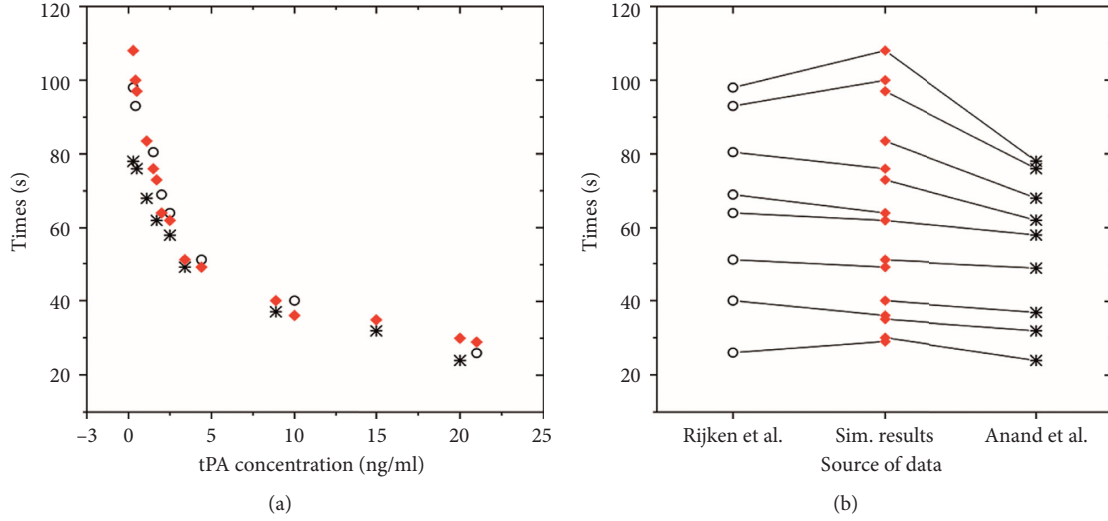 120
100
80
60
40
20
Times (s)
−3
0
5
10
15
20
25
tPA concentration (ng/ml)
(a)
120
100
80
60
40
20
Times (s)
Rijken et al.
Sim. results
Anand et al.
Source of data
(b)